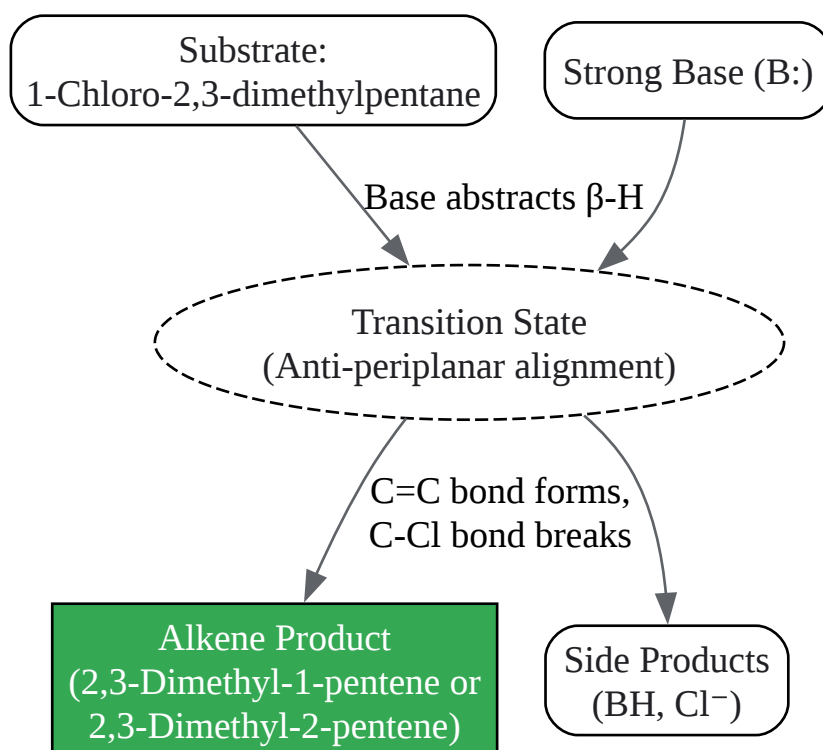 Substrate:
1-Chloro-2,3-dimethylpentane
Strong Base (B:)
Base abstracts β-H
Transition State
(Anti-periplanar alignment)
C=C bond forms,
C-Cl bond breaks
Alkene Product
(2,3-Dimethyl-1-pentene or
2,3-Dimethyl-2-pentene)
Side Products
(BH, Cl⁻)